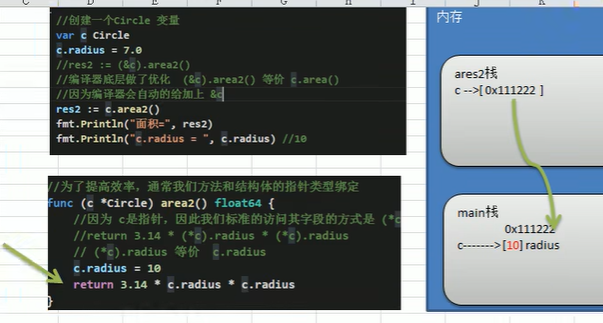 C D E F G H I J K
//创建一个Circle 变量
var c Circle
c.radius = 7.0
//res2 := (&c).area2()
//编译器底层做了优化 (&c).area2() 等价 c.area()
//因为编译器会自动的给加上 &c
res2 := c.area2()
fmt.Println("面积=", res2)
fmt.Println("c.radius = ", c.radius) //10
//为了提高效率，通常我们方法和结构体的指针类型绑定
func (c *Circle) area2() float64 {
//因为 c是指针，因此我们标准的访问其字段的方式是 (*c
//return 3.14 * (*c).radius * (*c).radius
// (*c).radius 等价 c.radius
c.radius = 10
return 3.14 * c.radius * c.radius
}
内存
ares2栈
c -->[ 0x111222 ]
main栈
0x111222
c------->[10] radius